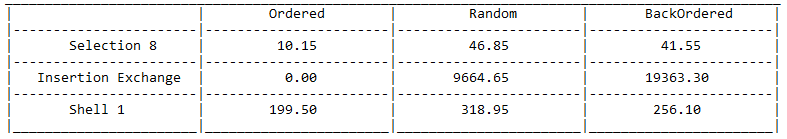 Ordered Random BackOrdered
Selection 8 10.15 46.85 41.55
Insertion Exchange 0.00 9664.65 19363.30
Shell 1 199.50 318.95 256.10